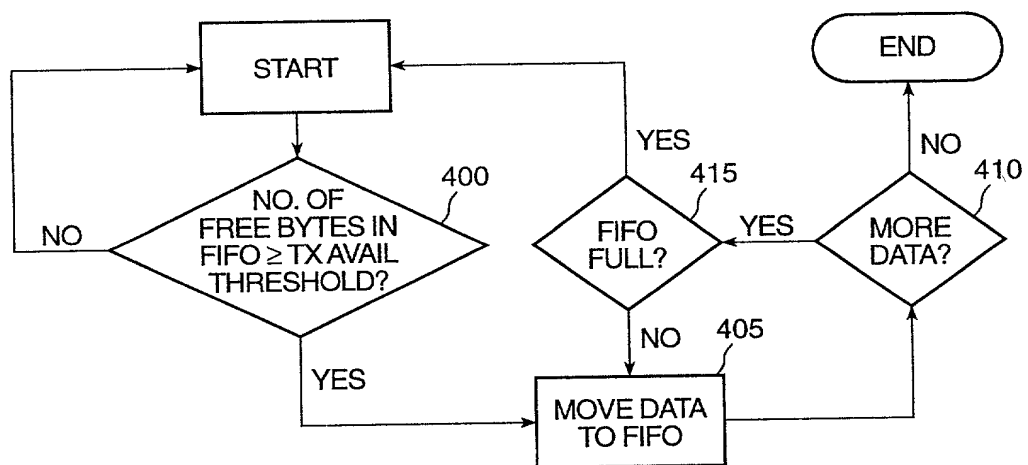 START
END
NO. OF
FREE BYTES IN
FIFO ≥ TX AVAIL
THRESHOLD?
400
NO
YES
YES
415
FIFO
FULL?
NO
YES
410
MORE
DATA?
NO
405
MOVE DATA
TO FIFO